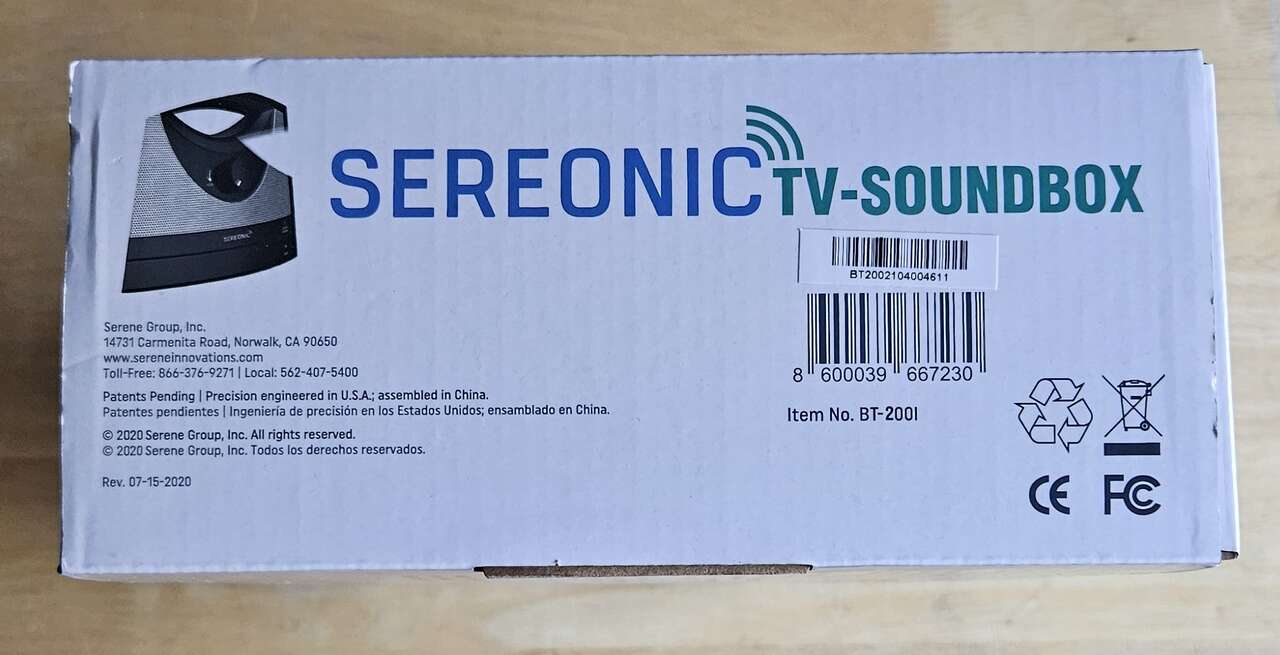 SEREONIC TV-SOUNDBOX
SEREONIC
BT2002104004611
8 600039 667230
Item No. BT-200I
Serene Group, Inc.
14731 Carmenita Road, Norwalk, CA 90650
www.sereneinnovations.com
Toll-Free: 866-376-9271 | Local: 562-407-5400
Patents Pending | Precision engineered in U.S.A.; assembled in China.
Patentes pendientes | Ingeniería de precisión en los Estados Unidos; ensamblado en China.
© 2020 Serene Group, Inc. All rights reserved.
© 2020 Serene Group, Inc. Todos los derechos reservados.
Rev. 07-15-2020
CE FC